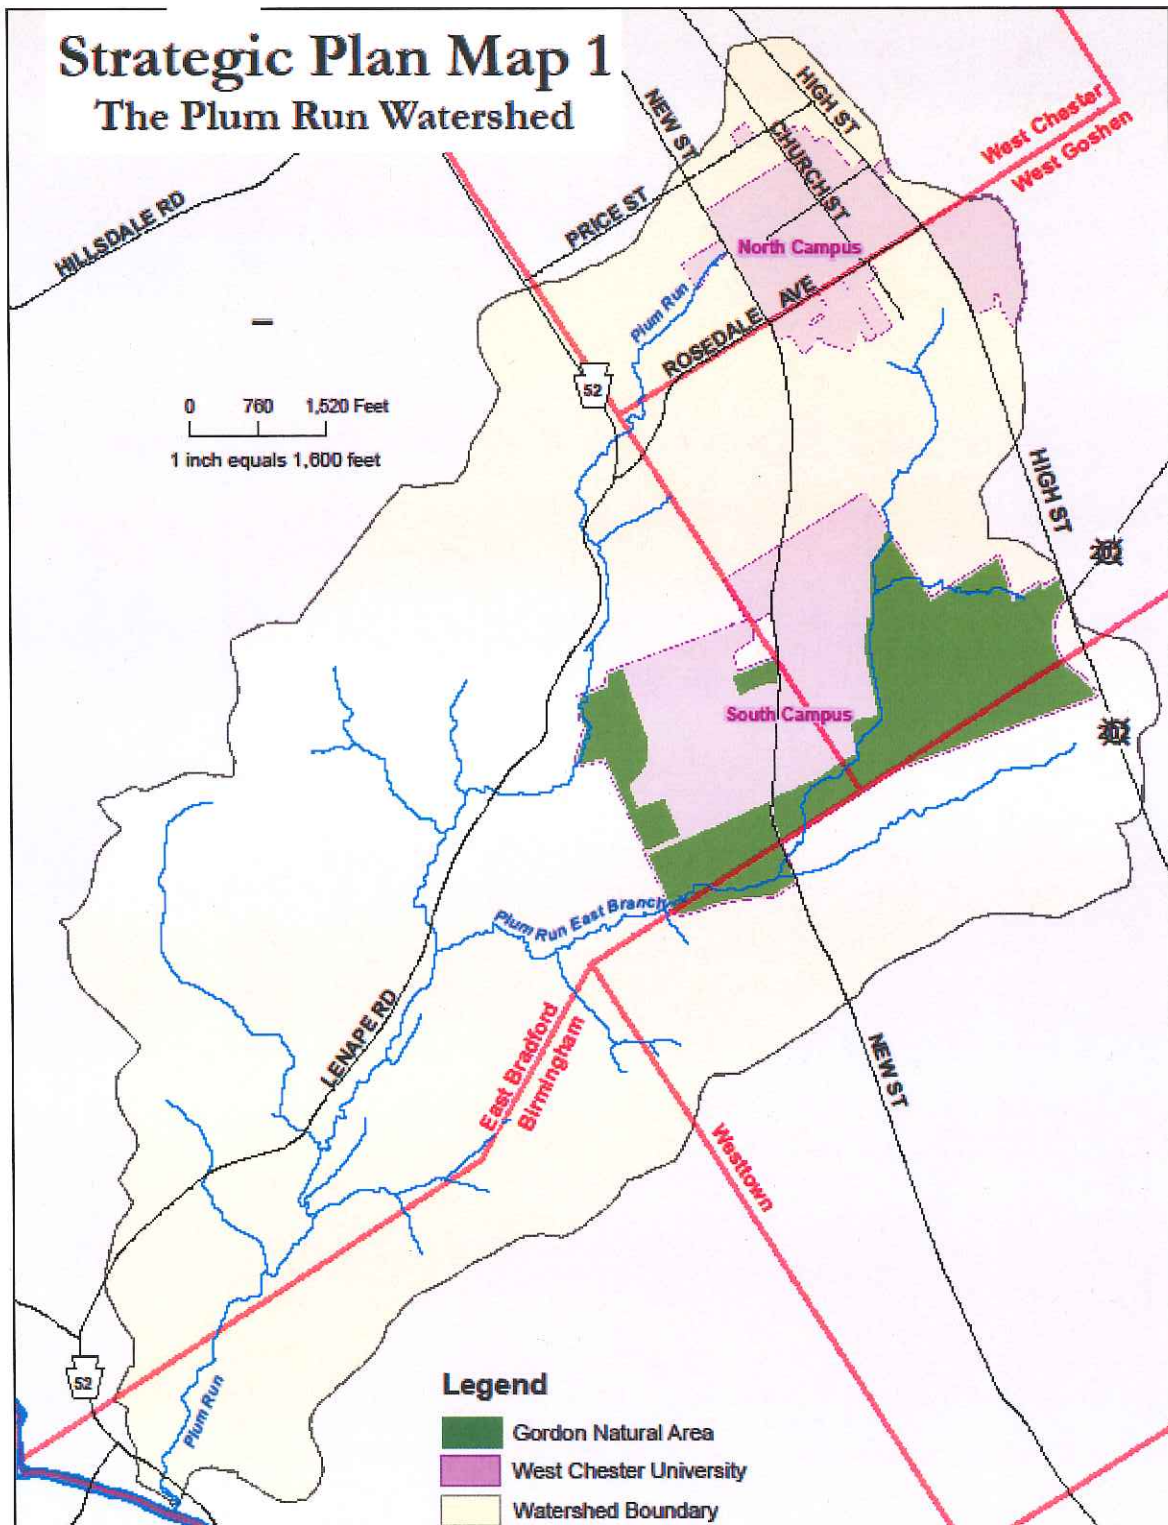 Strategic Plan Map 1
The Plum Run Watershed
HILLSDALE RD
NEW ST
HIGH ST
CHURCH ST
West Chester
West Goshen
PRICE ST
North Campus
Plum Run
ROSEDALE AVE
52
0 760 1,520 Feet
1 inch equals 1,600 feet
HIGH ST
202
South Campus
202
Plum Run East Branch
LENAPE RD
East Bradford
Birmingham
NEW ST
Westtown
52
Plum Run
Legend
Gordon Natural Area
West Chester University
Watershed Boundary